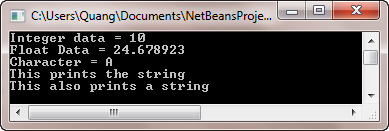 C:\Users\Quang\Documents\NetBeansProje...
Integer data = 10
Float Data = 24.678923
Character = A
This prints the string
This also prints a string